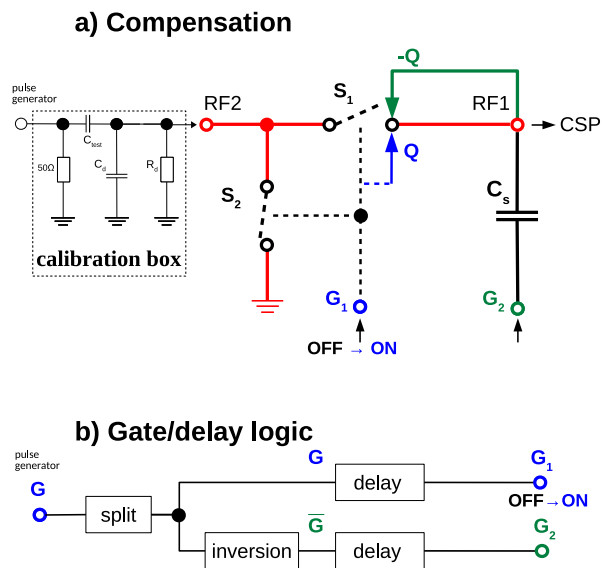 a) Compensation
pulse
generator
RF2
S1
-Q
RF1
CSP
Ctest
50Ω
Cd
Rd
Q
S2
Cs
calibration box
G1
G2
OFF → ON
b) Gate/delay logic
pulse
generator
G
G
delay
G1
OFF→ON
split
G̅
G2
inversion
delay